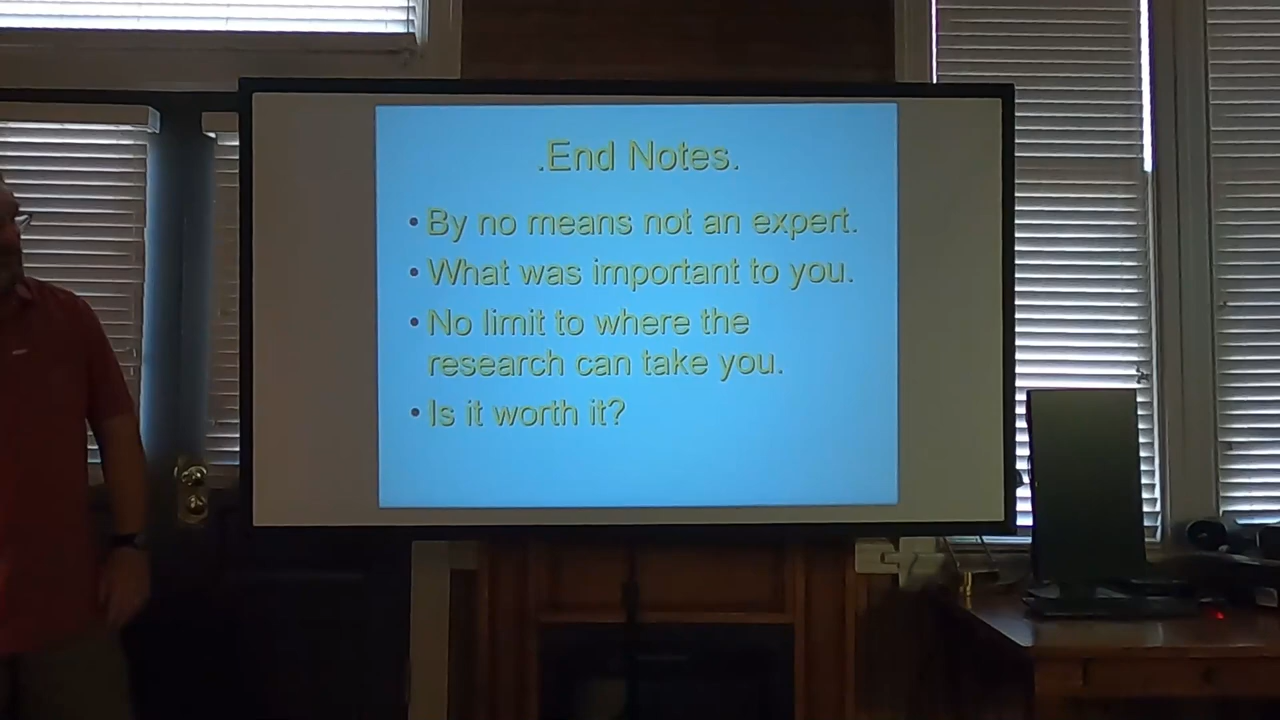 .End Notes.
• By no means not an expert.
• What was important to you.
• No limit to where the
research can take you.
• Is it worth it?